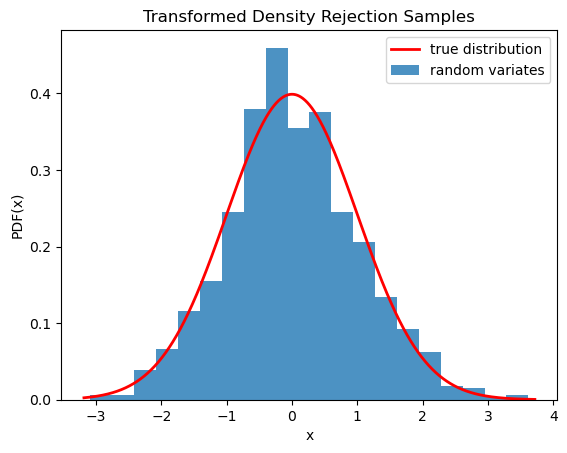 Transformed Density Rejection Samples
true distribution
random variates
PDF(x)
0.4
0.3
0.2
0.1
0.0
−3
−2
−1
0
1
2
3
4
x